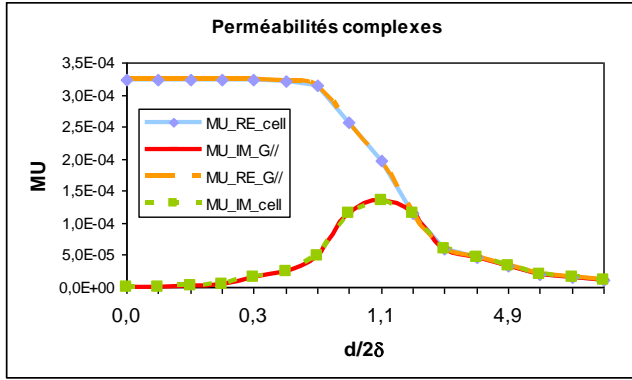 Perméabilités complexes
3,5E-04
3,0E-04
2,5E-04
2,0E-04
1,5E-04
1,0E-04
5,0E-05
0,0E+00
MU
MU_RE_cell
MU_IM_G//
MU_RE_G//
MU_IM_cell
0,0 0,3 1,1 4,9
d/2δ